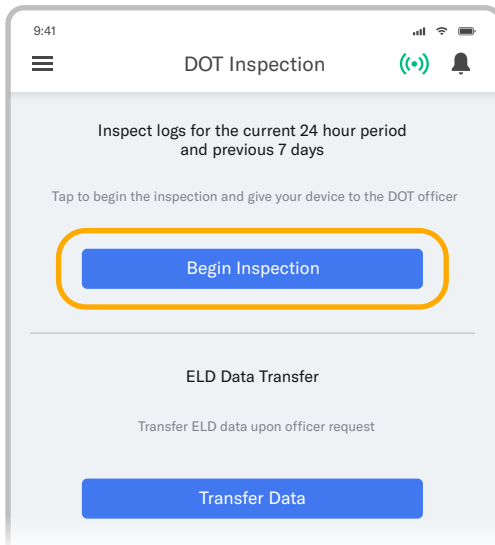 9:41
DOT Inspection
Inspect logs for the current 24 hour period
and previous 7 days
Tap to begin the inspection and give your device to the DOT officer
Begin Inspection
ELD Data Transfer
Transfer ELD data upon officer request
Transfer Data